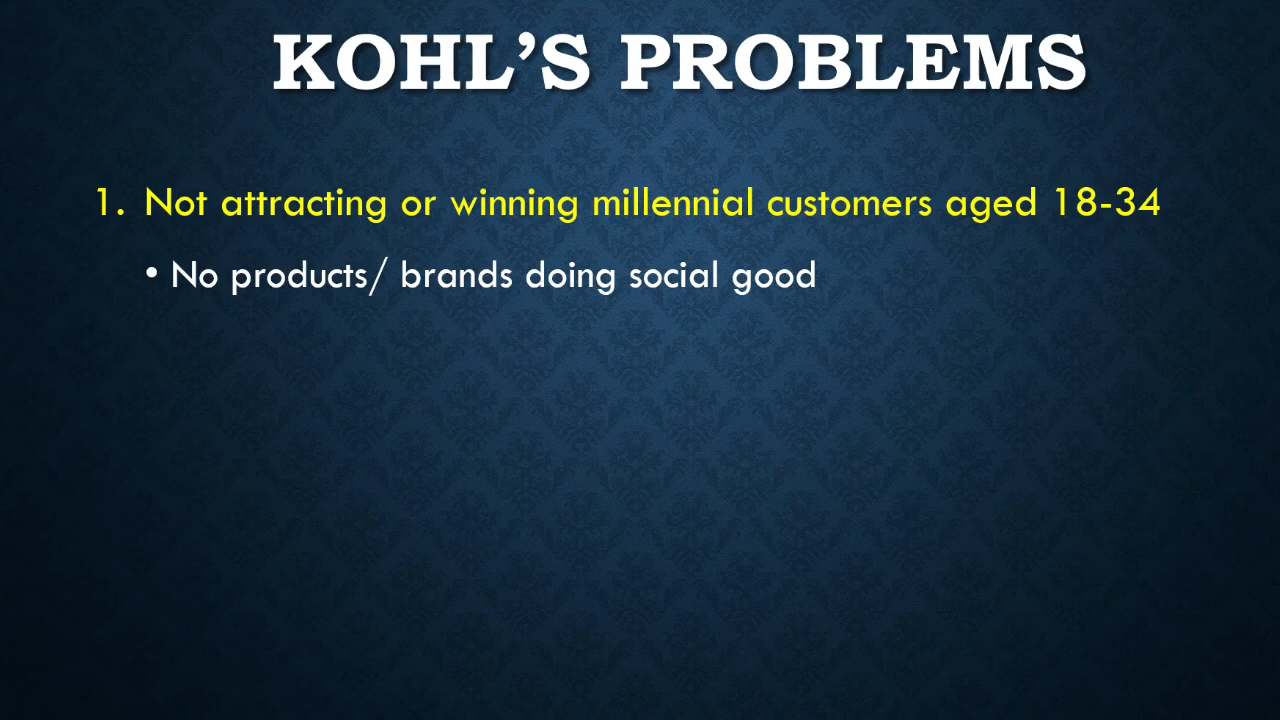 KOHL’S PROBLEMS
1. Not attracting or winning millennial customers aged 18-34
• No products/ brands doing social good